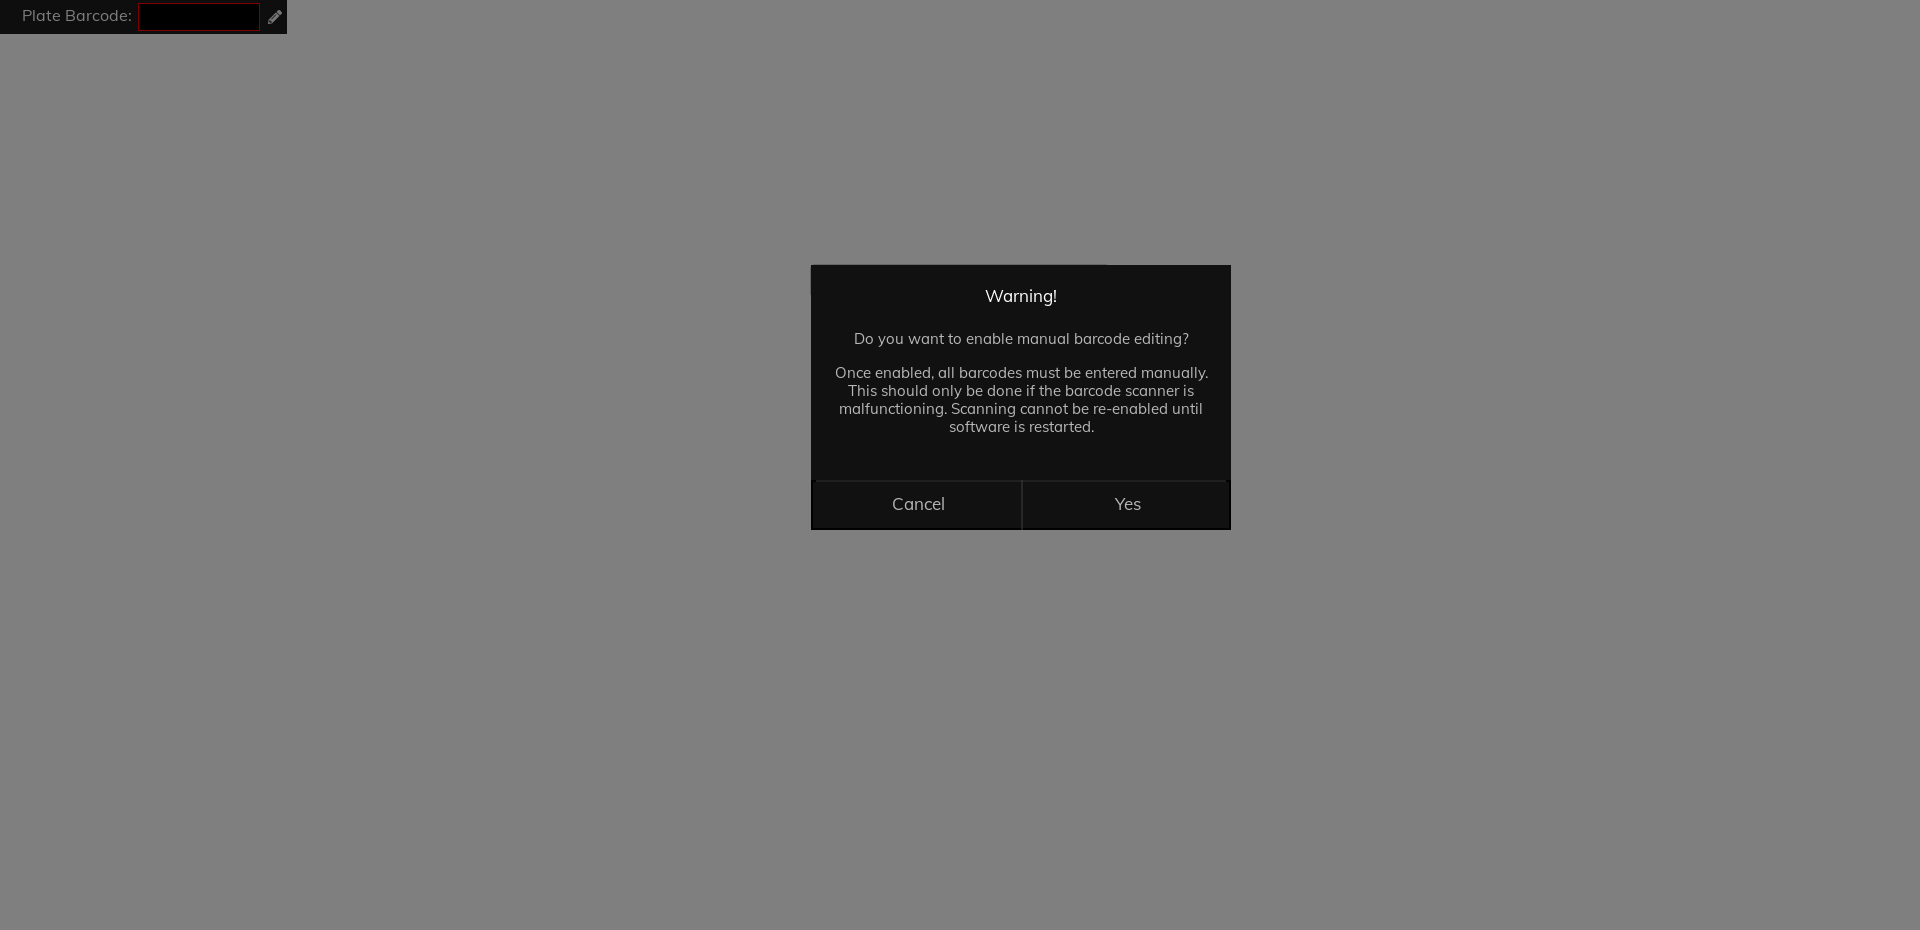 Plate Barcode:
Warning!
Do you want to enable manual barcode editing?
Once enabled, all barcodes must be entered manually.
This should only be done if the barcode scanner is
malfunctioning. Scanning cannot be re-enabled until
software is restarted.
Cancel
Yes